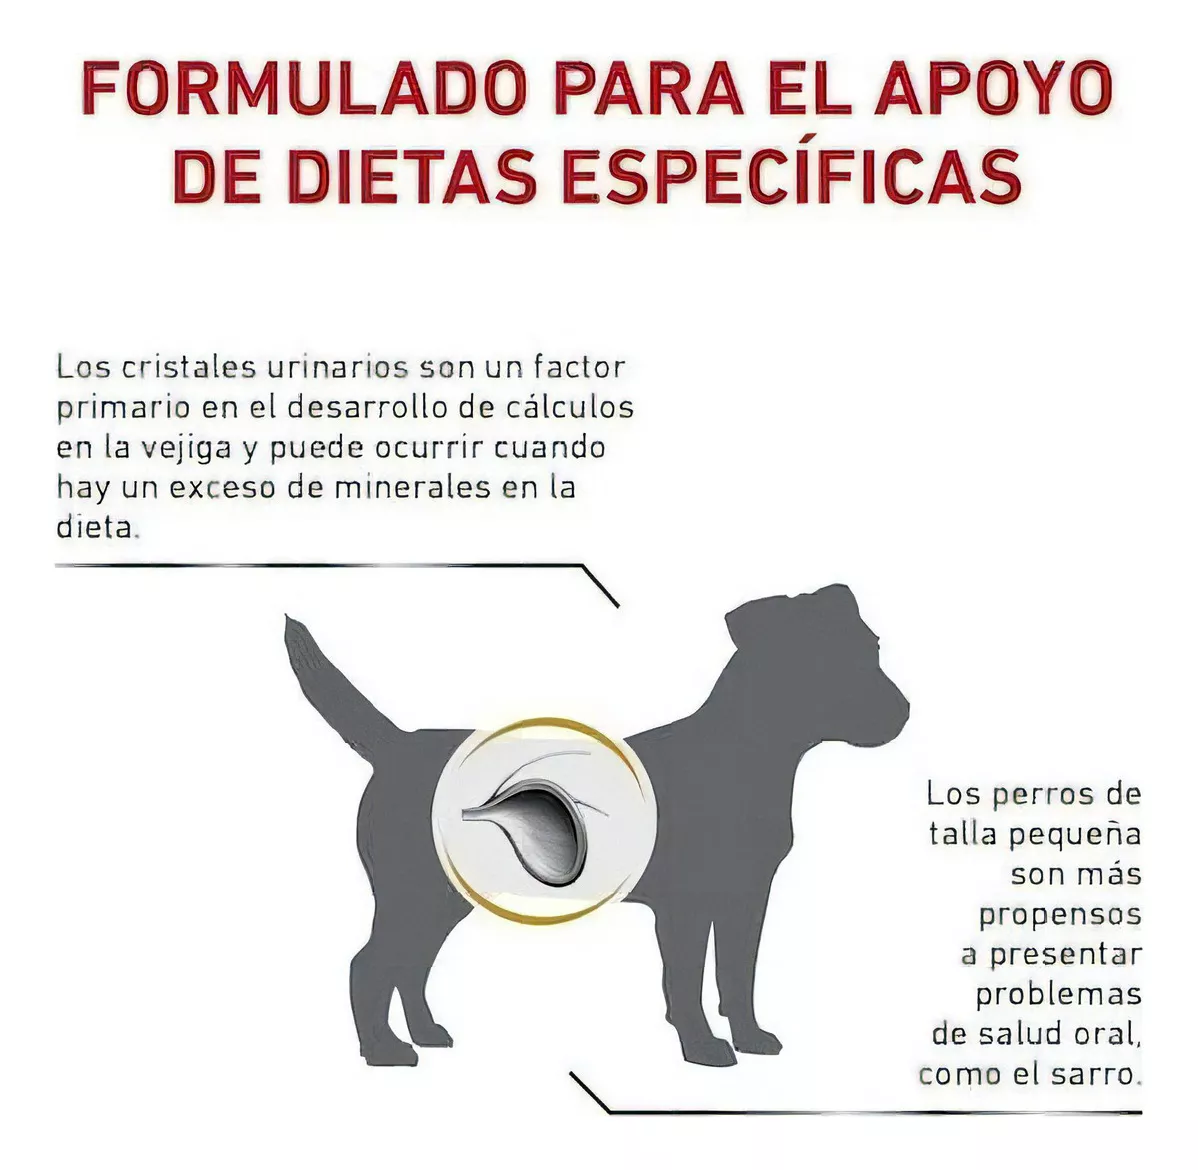 FORMULADO PARA EL APOYO
DE DIETAS ESPECÍFICAS
Los cristales urinarios son un factor
primario en el desarrollo de cálculos
en la vejiga y puede ocurrir cuando
hay un exceso de minerales en la
dieta.
Los perros de
talla pequeña
son más
propensos
a presentar
problemas
de salud oral,
como el sarro.